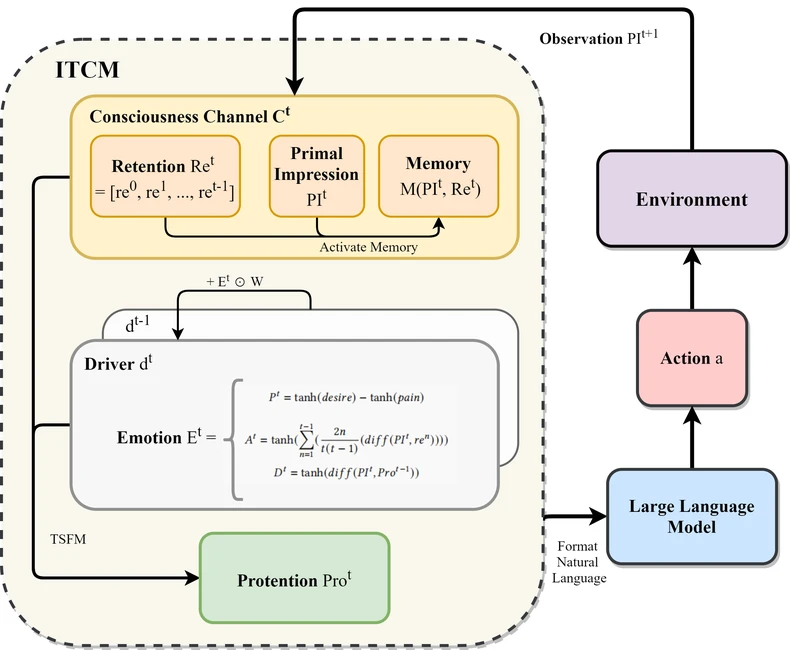 Observation PI^{t+1}
ITCM
Consciousness Channel C^t
Retention Re^t
= [re^0, re^1, ..., re^{t-1}]
Primal
Impression
PI^t
Memory
M(PI^t, Re^t)
Activate Memory
+ E^t ⊙ W
d^{t-1}
Driver d^t
Emotion E^t =
P^t = tanh(desire) − tanh(pain)
A^t = tanh(∑_{n=1}^{t-1}(\frac{2n}{t(t−1)}(diff(PI^t, re^n))))
D^t = tanh(diff(PI^t, Pro^{t-1}))
TSFM
Protention Pro^t
Format
Natural
Language
Large Language
Model
Action a
Environment